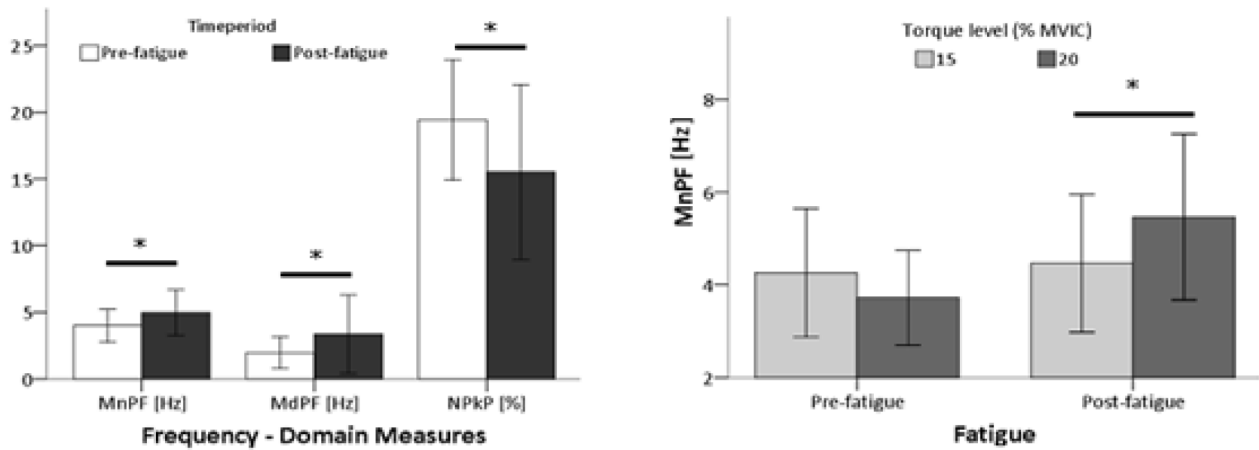 Timeperiod
Pre-fatigue Post-fatigue
25
20
15
10
5
0
*
*
*
MnPF [Hz] MdPF [Hz] NPkP [%]
Frequency - Domain Measures
Torque level (% MVIC)
15 20
MnPF [Hz]
8
6
4
2
*
Pre-fatigue Post-fatigue
Fatigue